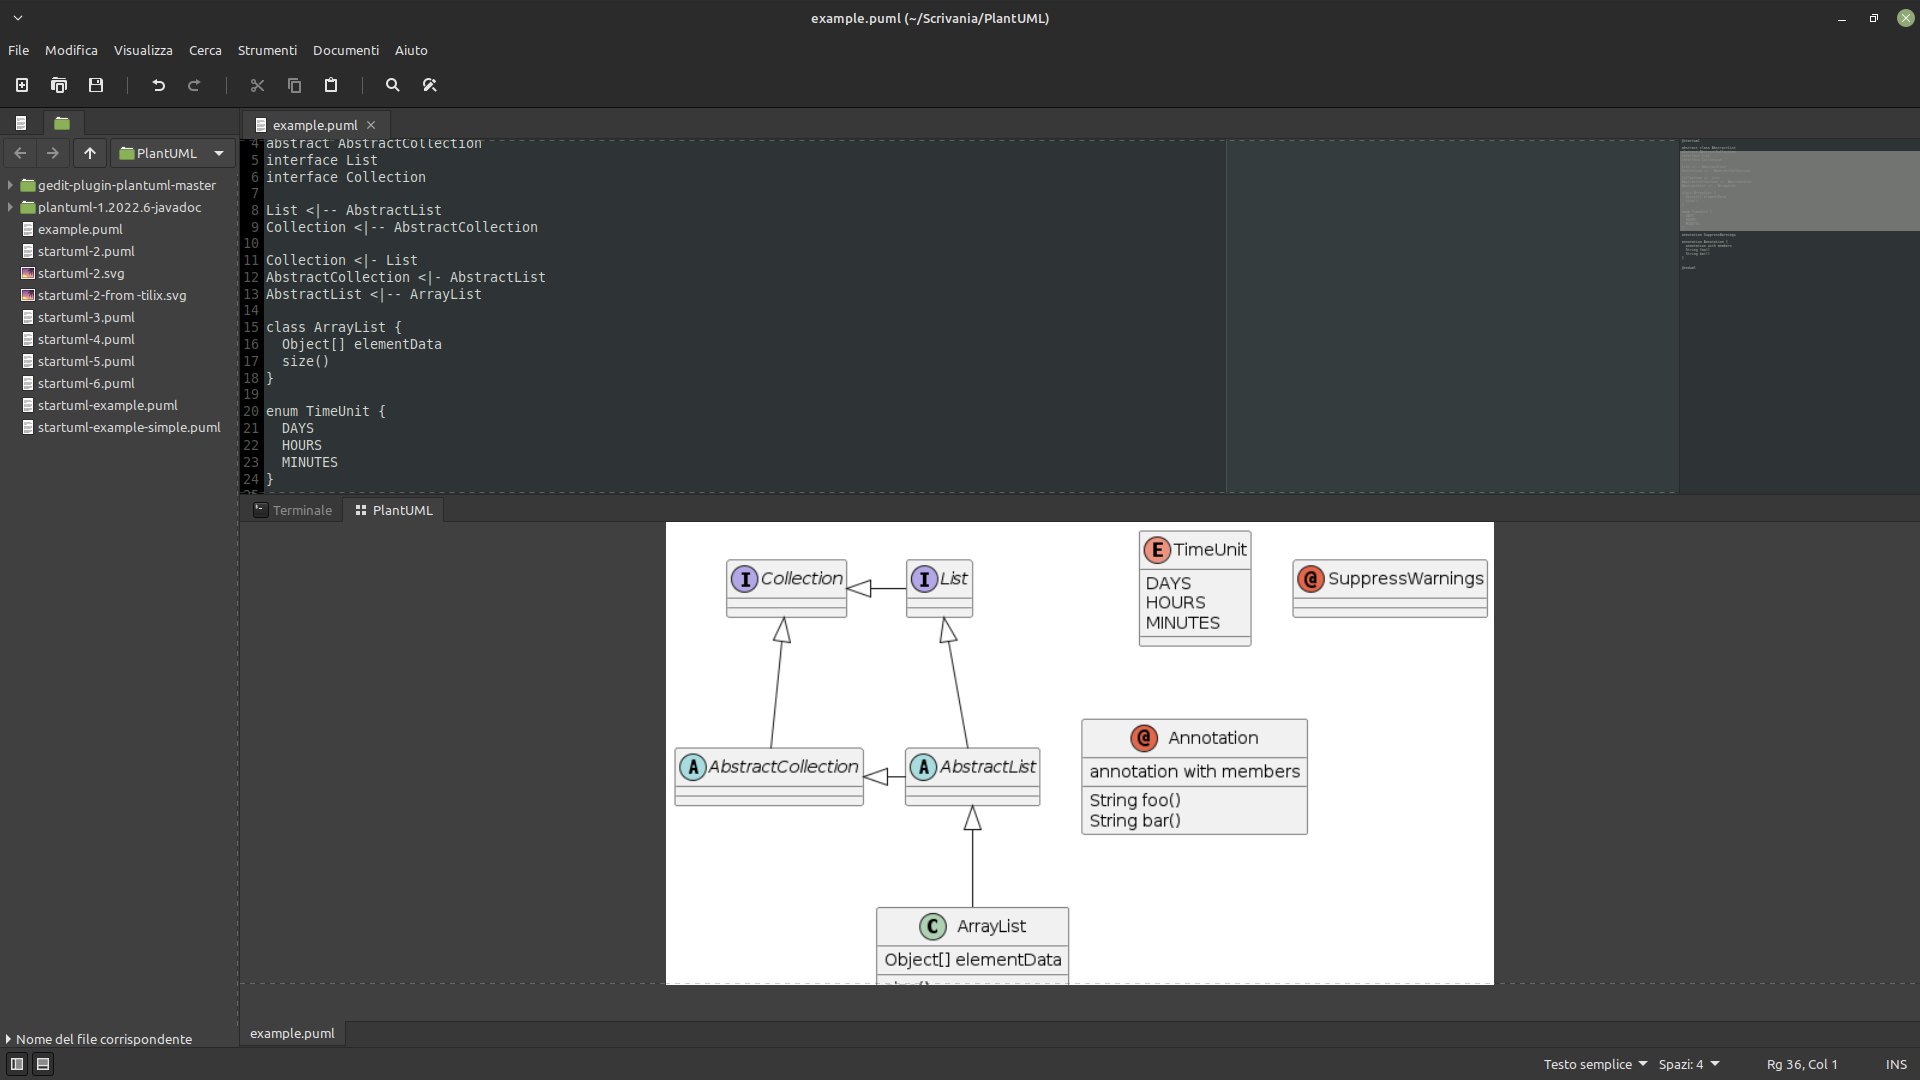 example.puml (~/Scrivania/PlantUML)
File Modifica Visualizza Cerca Strumenti Documenti Aiuto
PlantUML
gedit-plugin-plantuml-master
plantuml-1.2022.6-javadoc
example.puml
startuml-2.puml
startuml-2.svg
startuml-2-from-tilix.svg
startuml-3.puml
startuml-4.puml
startuml-5.puml
startuml-6.puml
startuml-example.puml
startuml-example-simple.puml
Nome del file corrispondente
example.puml
4 abstract AbstractCollection
5 interface List
6 interface Collection
7
8 List <|-- AbstractList
9 Collection <|-- AbstractCollection
10
11 Collection <|- List
12 AbstractCollection <|- AbstractList
13 AbstractList <|-- ArrayList
14
15 class ArrayList {
16 Object[] elementData
17 size()
18 }
19
20 enum TimeUnit {
21 DAYS
22 HOURS
23 MINUTES
24 }
Terminale PlantUML
I Collection
I List
E TimeUnit
DAYS
HOURS
MINUTES
@ SuppressWarnings
A AbstractCollection
A AbstractList
@ Annotation
annotation with members
String foo()
String bar()
C ArrayList
Object[] elementData
example.puml
Testo semplice Spazi: 4 Rg 36, Col 1 INS